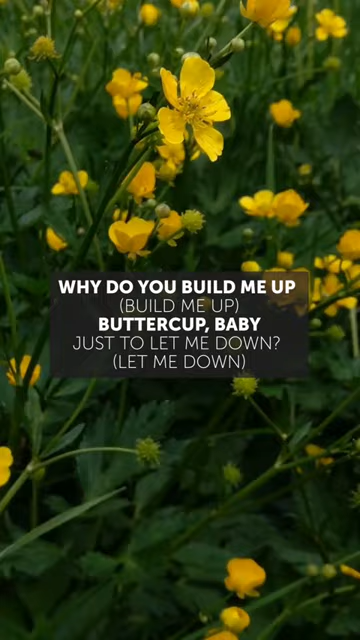 WHY DO YOU BUILD ME UP
(BUILD ME UP)
BUTTERCUP, BABY
JUST TO LET ME DOWN?
(LET ME DOWN)